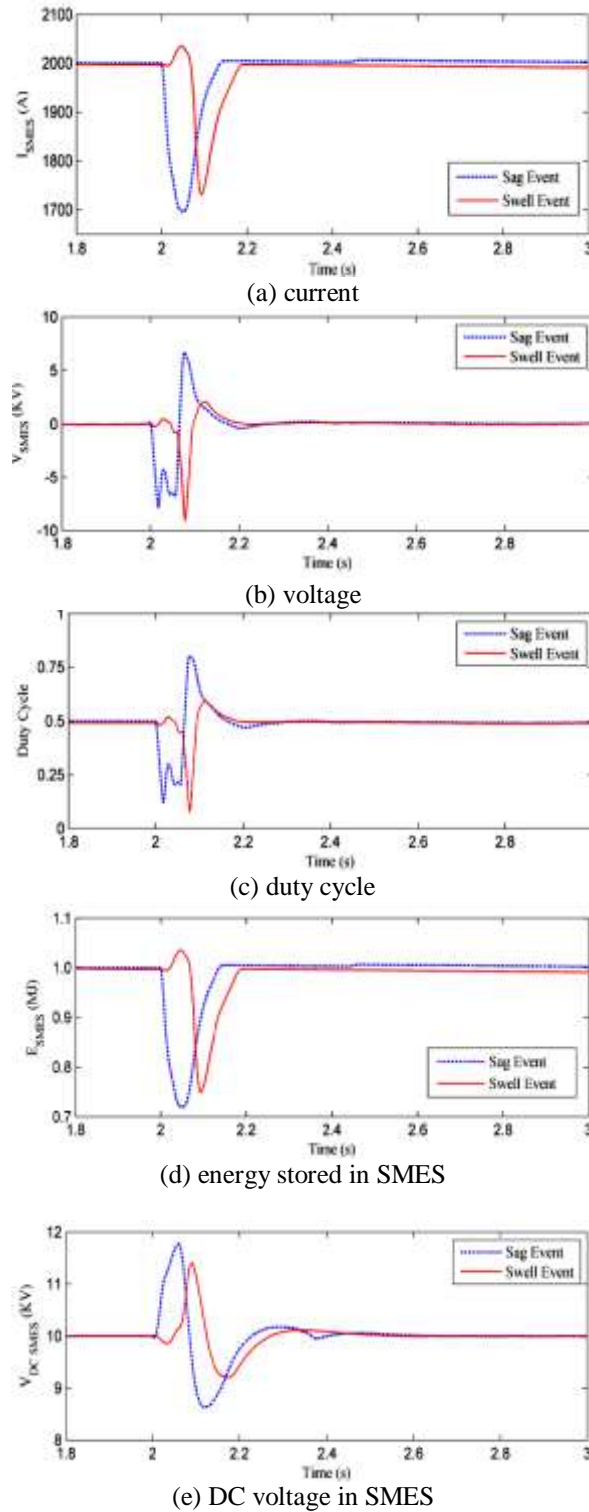 2100
2000
1900
1800
1700
I_SMES (A)
Sag Event
Swell Event
1.8 2 2.2 2.4 2.6 2.8 3
Time (s)
(a) current
10
5
0
-5
-10
V_SMES (KV)
Sag Event
Swell Event
1.8 2 2.2 2.4 2.6 2.8
Time (s)
(b) voltage
1
0.75
0.5
0.25
0
Duty Cycle
Sag Event
Swell Event
1.8 2 2.2 2.4 2.6 2.8
Time (s)
(c) duty cycle
1.1
1.0
0.9
0.8
0.7
E_SMES (MJ)
Sag Event
Swell Event
1.8 2 2.2 2.4 2.6 2.8 3
Time (s)
(d) energy stored in SMES
12
11
10
9
8
V_DC SMES (KV)
Sag Event
Swell Event
1.8 2 2.2 2.4 2.6 2.8 3
Time (s)
(e) DC voltage in SMES